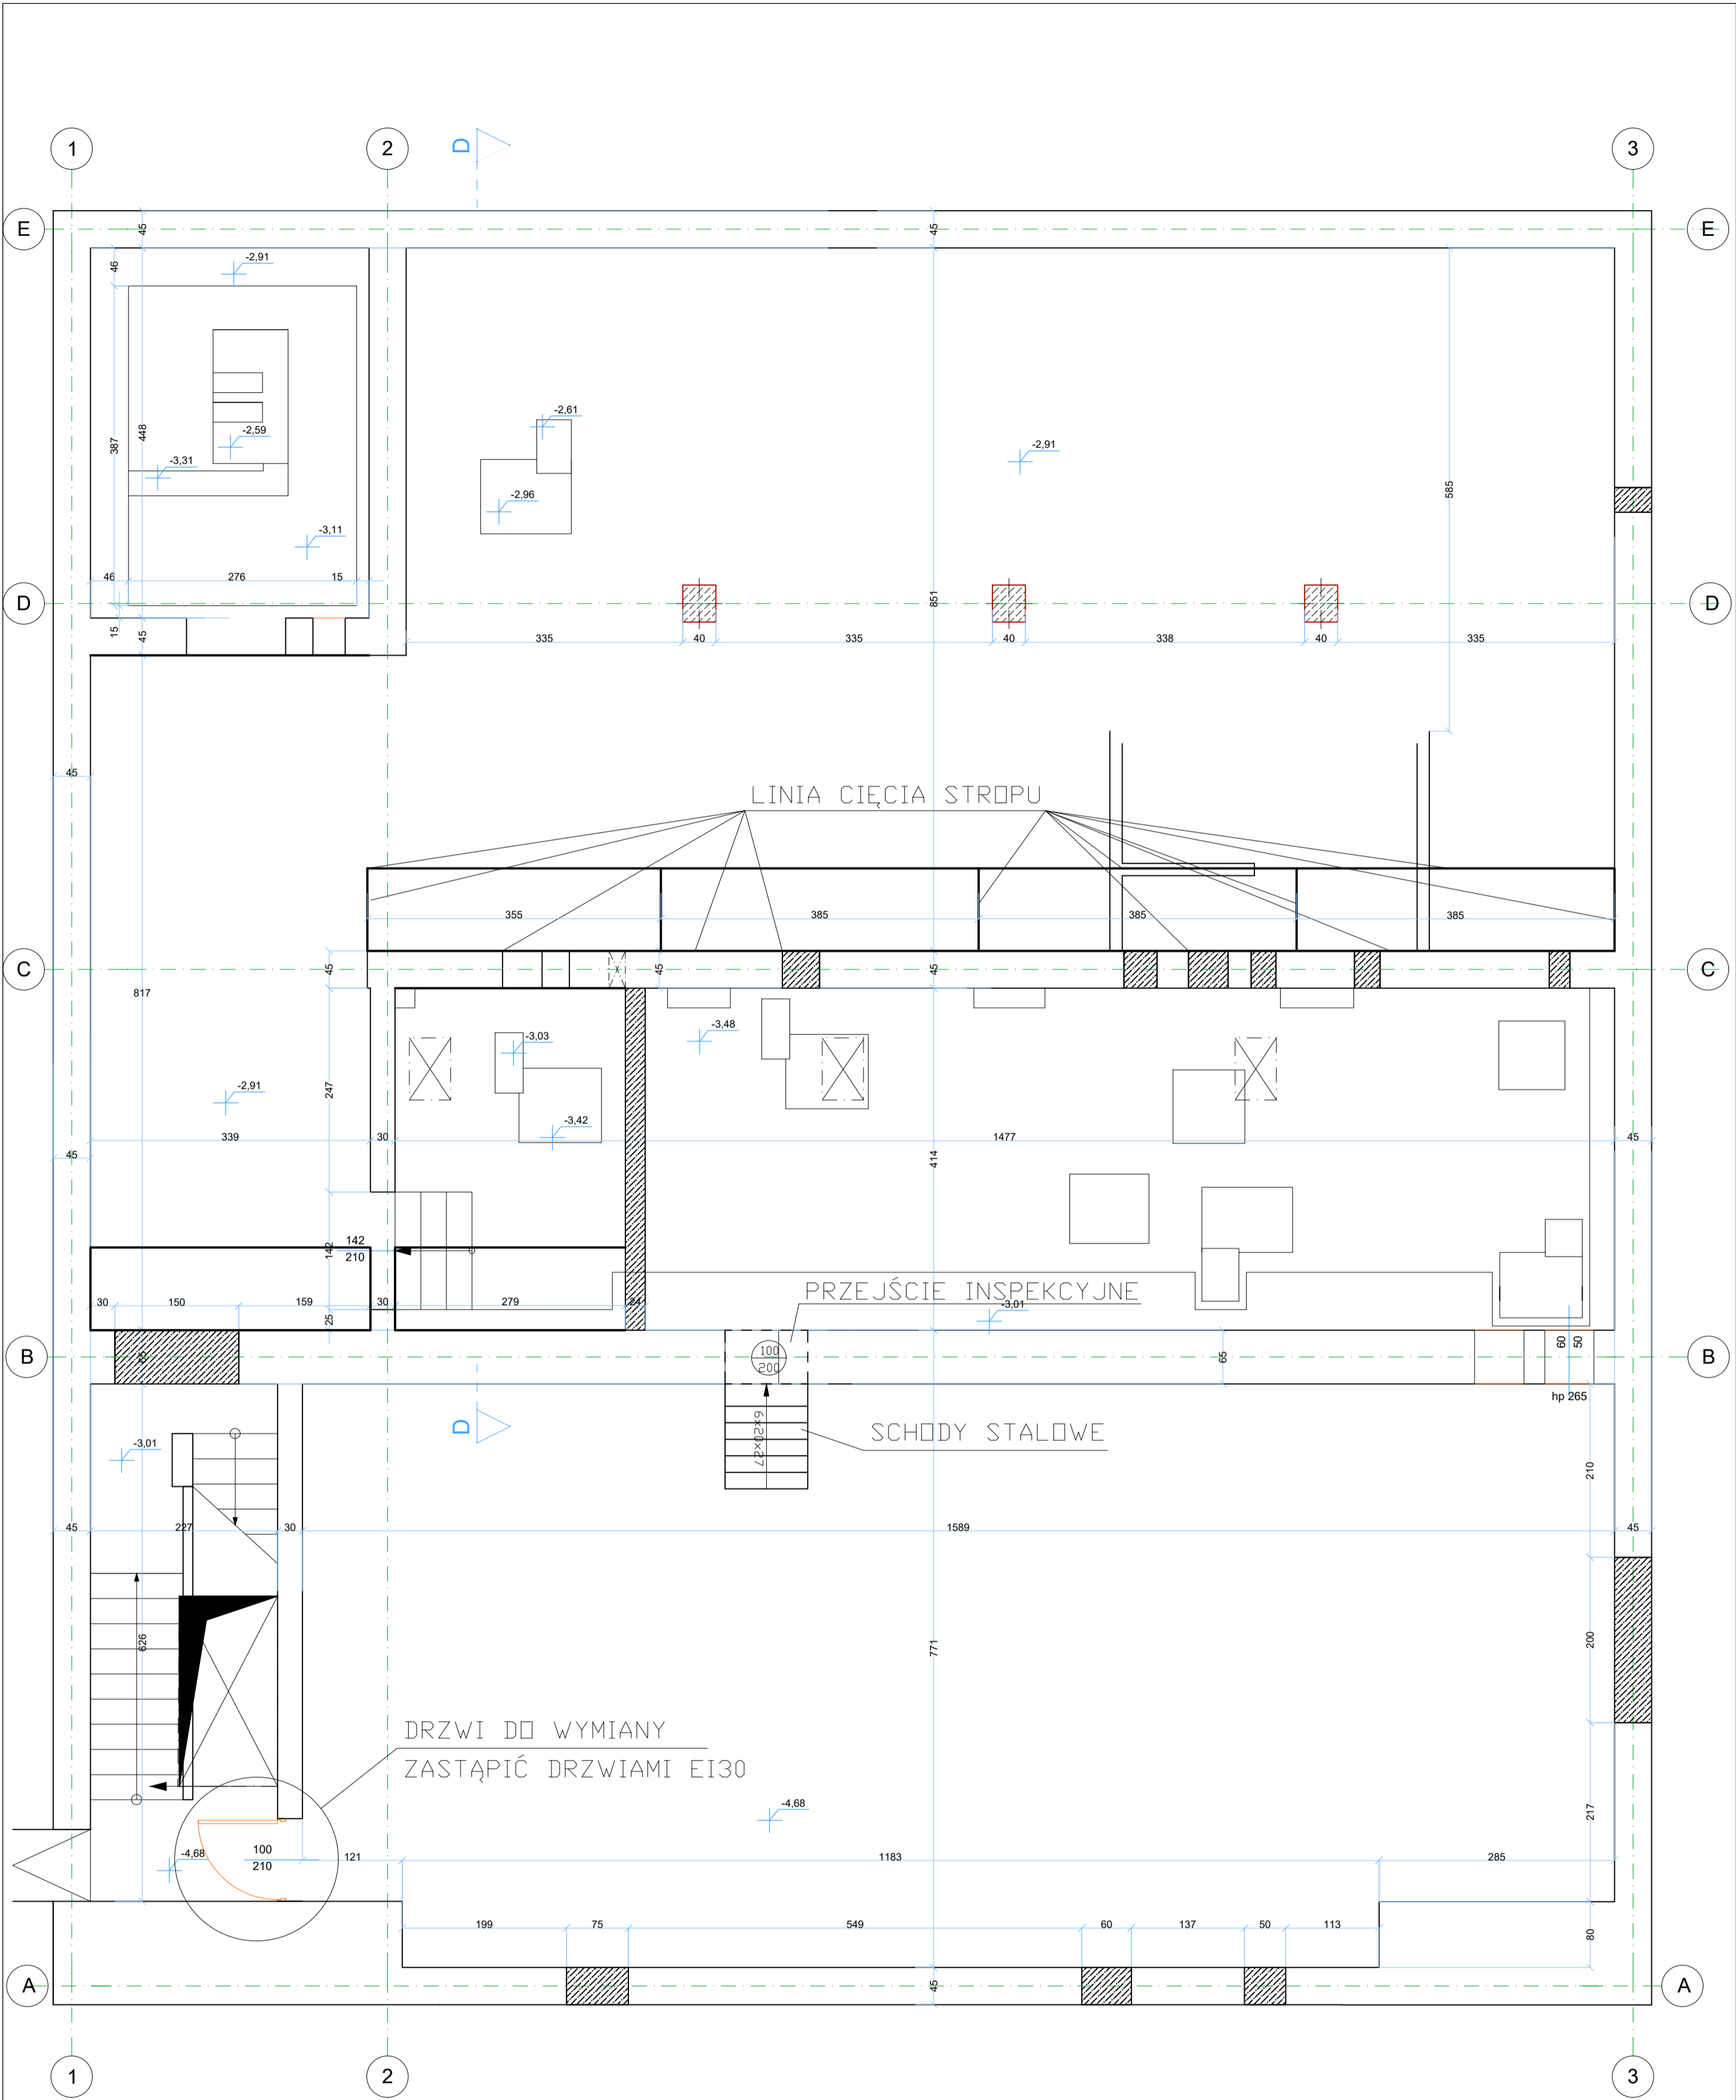 1 2 D 3
E 45 45 E
46 -2,91
-2,61
448 -2,59 -2,91
387
-3,31
-2,96 585
-3,11
46 276 15
D 851 D
15 45 335 40 335 40 338 40 335
45
LINIA CIĘCIA STROPU
355 385 385 385
C 45 45 45 C
817
-3,48
-3,03
247 -2,91
-3,42
339 30 1477 45
45 414
142
142 210
PRZEJŚCIE INSPEKCYJNE
30 150 159 30 279 24 -3,01
25
B 65 100 65 60 50 B
200
hp 265
D 6x20x27 SCHODY STALOWE
-3,01
210
45 227 30 1589 45
626 771 200
DRZWI DO WYMIANY
ZASTĄPIĆ DRZWIAMI EI30
-4,68 217
-4,68 100 121 1183 285
210
199 75 549 60 137 50 113 80
A 45 A
1 2 3